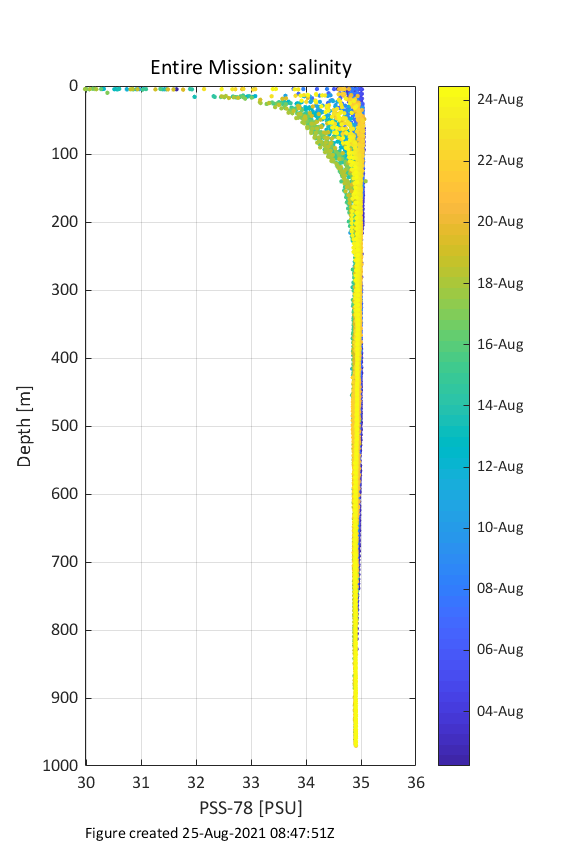 Entire Mission: salinity
0
100
200
300
400
500
600
700
800
900
1000
Depth [m]
30 31 32 33 34 35 36
PSS-78 [PSU]
24-Aug
22-Aug
20-Aug
18-Aug
16-Aug
14-Aug
12-Aug
10-Aug
08-Aug
06-Aug
04-Aug
Figure created 25-Aug-2021 08:47:51Z